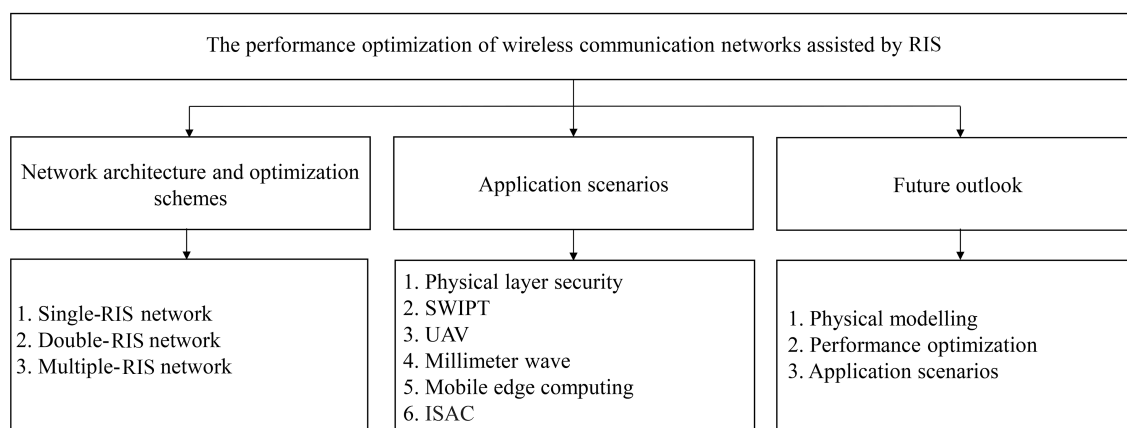 The performance optimization of wireless communication networks assisted by RIS
Network architecture and optimization
schemes
Application scenarios
Future outlook
1. Single-RIS network
2. Double-RIS network
3. Multiple-RIS network
1. Physical layer security
2. SWIPT
3. UAV
4. Millimeter wave
5. Mobile edge computing
6. ISAC
1. Physical modelling
2. Performance optimization
3. Application scenarios